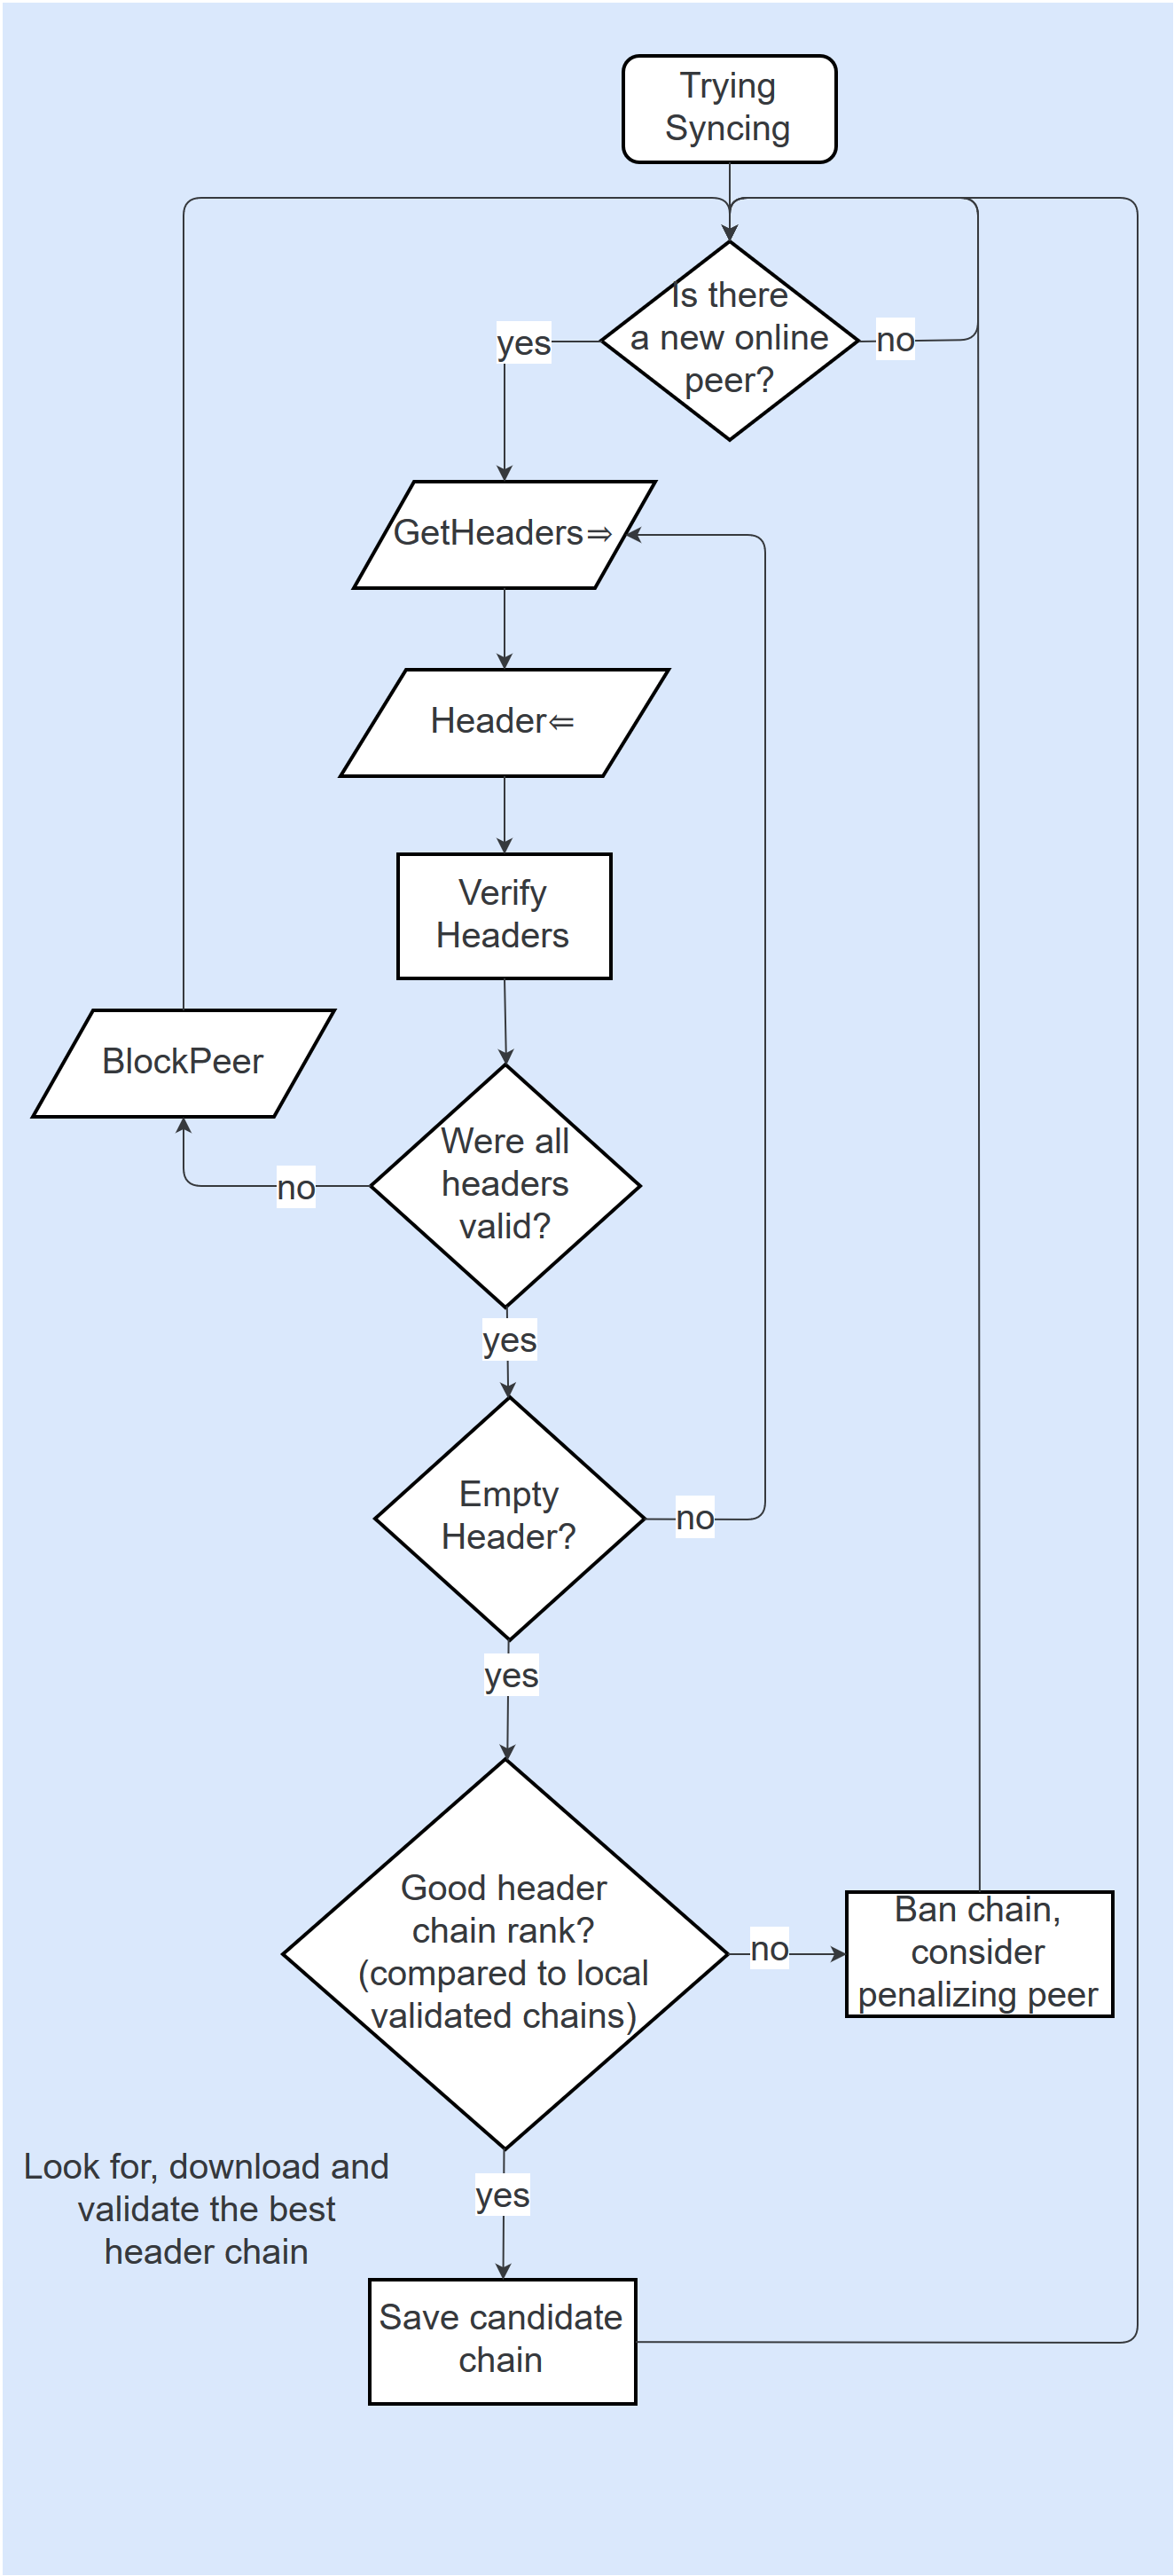 Trying
Syncing
Is there
a new online
peer?
yes
no
GetHeaders⇒
Header⇐
Verify
Headers
BlockPeer
Were all
headers
valid?
no
yes
Empty
Header?
no
yes
Good header
chain rank?
(compared to local
validated chains)
no
Ban chain,
consider
penalizing peer
Look for, download and
validate the best
header chain
yes
Save candidate
chain